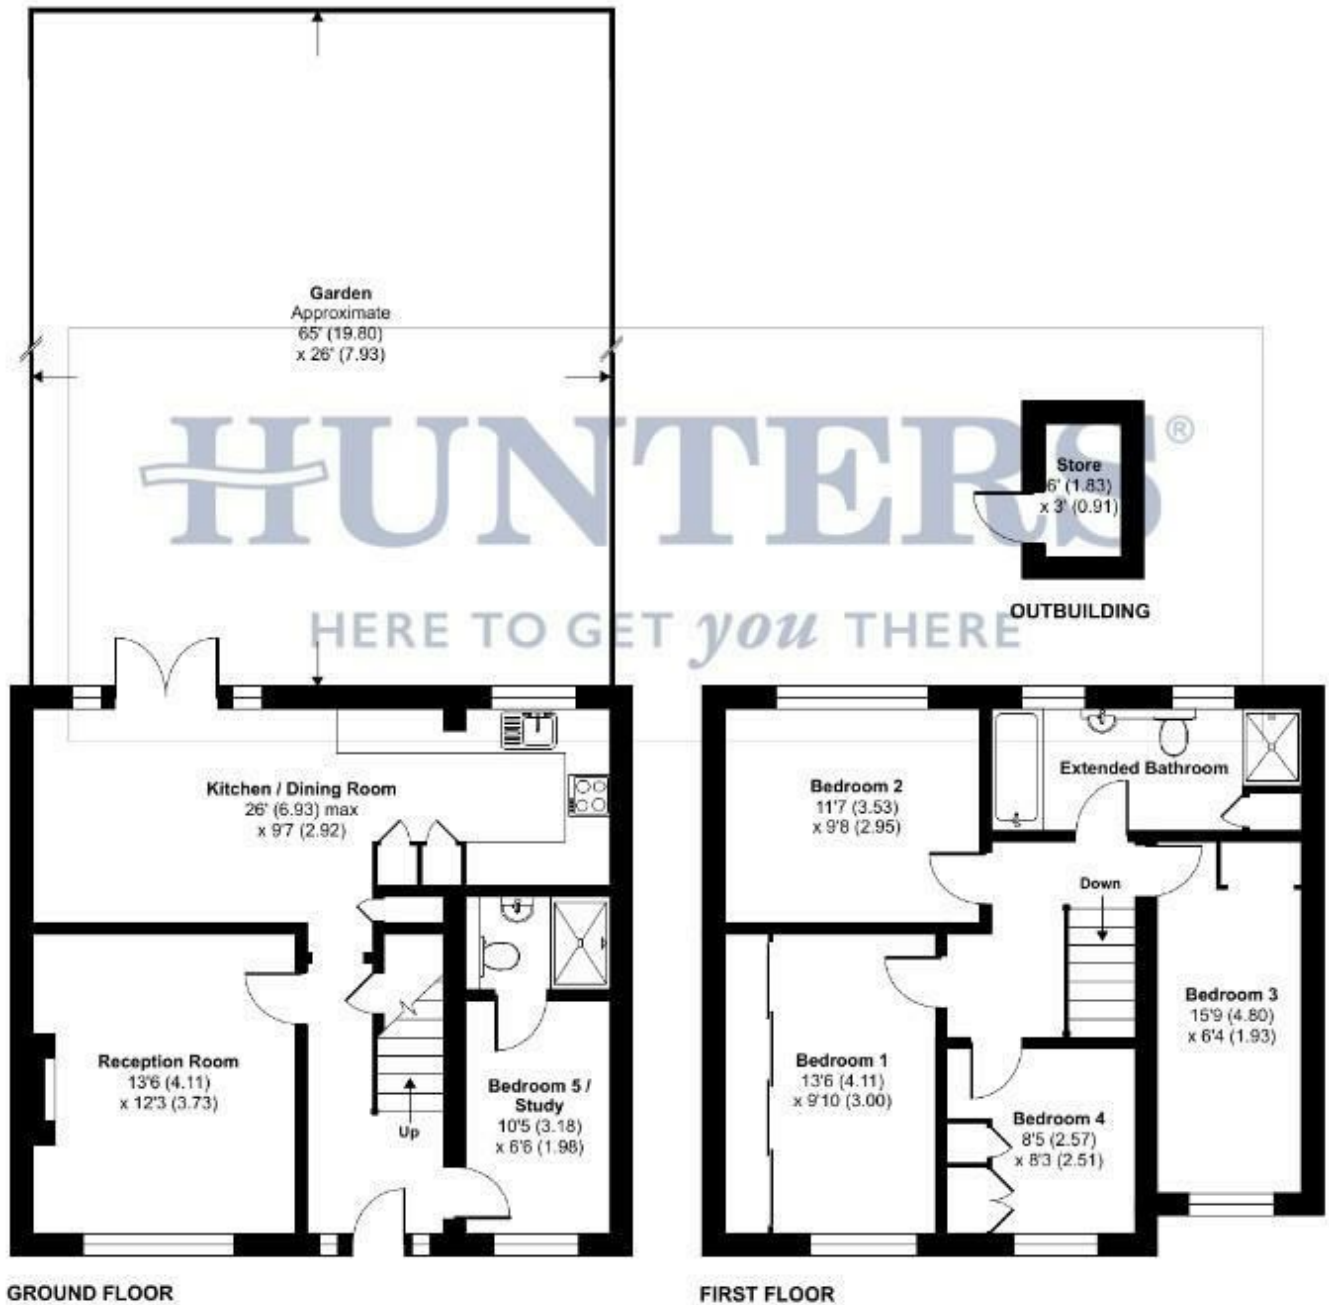 Garden
Approximate
65' (19.80)
x 26' (7.93)
HUNTERS®
HERE TO GET you THERE
Store
6' (1.83)
x 3' (0.91)
OUTBUILDING
Kitchen / Dining Room
26' (6.93) max
x 9'7 (2.92)
Reception Room
13'6 (4.11)
x 12'3 (3.73)
Up
Bedroom 5 /
Study
10'5 (3.18)
x 6'6 (1.98)
GROUND FLOOR
Bedroom 2
11'7 (3.53)
x 9'8 (2.95)
Extended Bathroom
Down
Bedroom 3
15'9 (4.80)
x 6'4 (1.93)
Bedroom 1
13'6 (4.11)
x 9'10 (3.00)
Bedroom 4
8'5 (2.57)
x 8'3 (2.51)
FIRST FLOOR